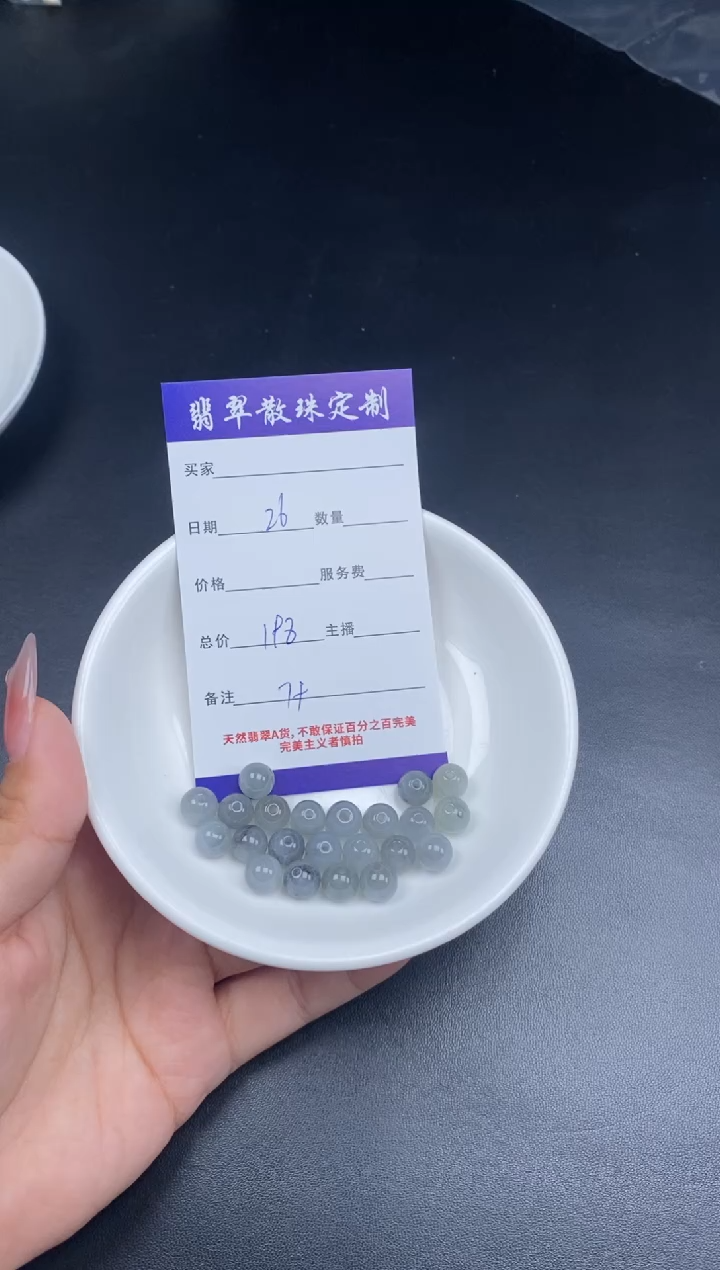 翡翠散珠定制
买家
日期 26 数量
价格 服务费
总价 198 主播
备注
天然翡翠A货,不敢保证百分之百完美
完美主义者慎拍